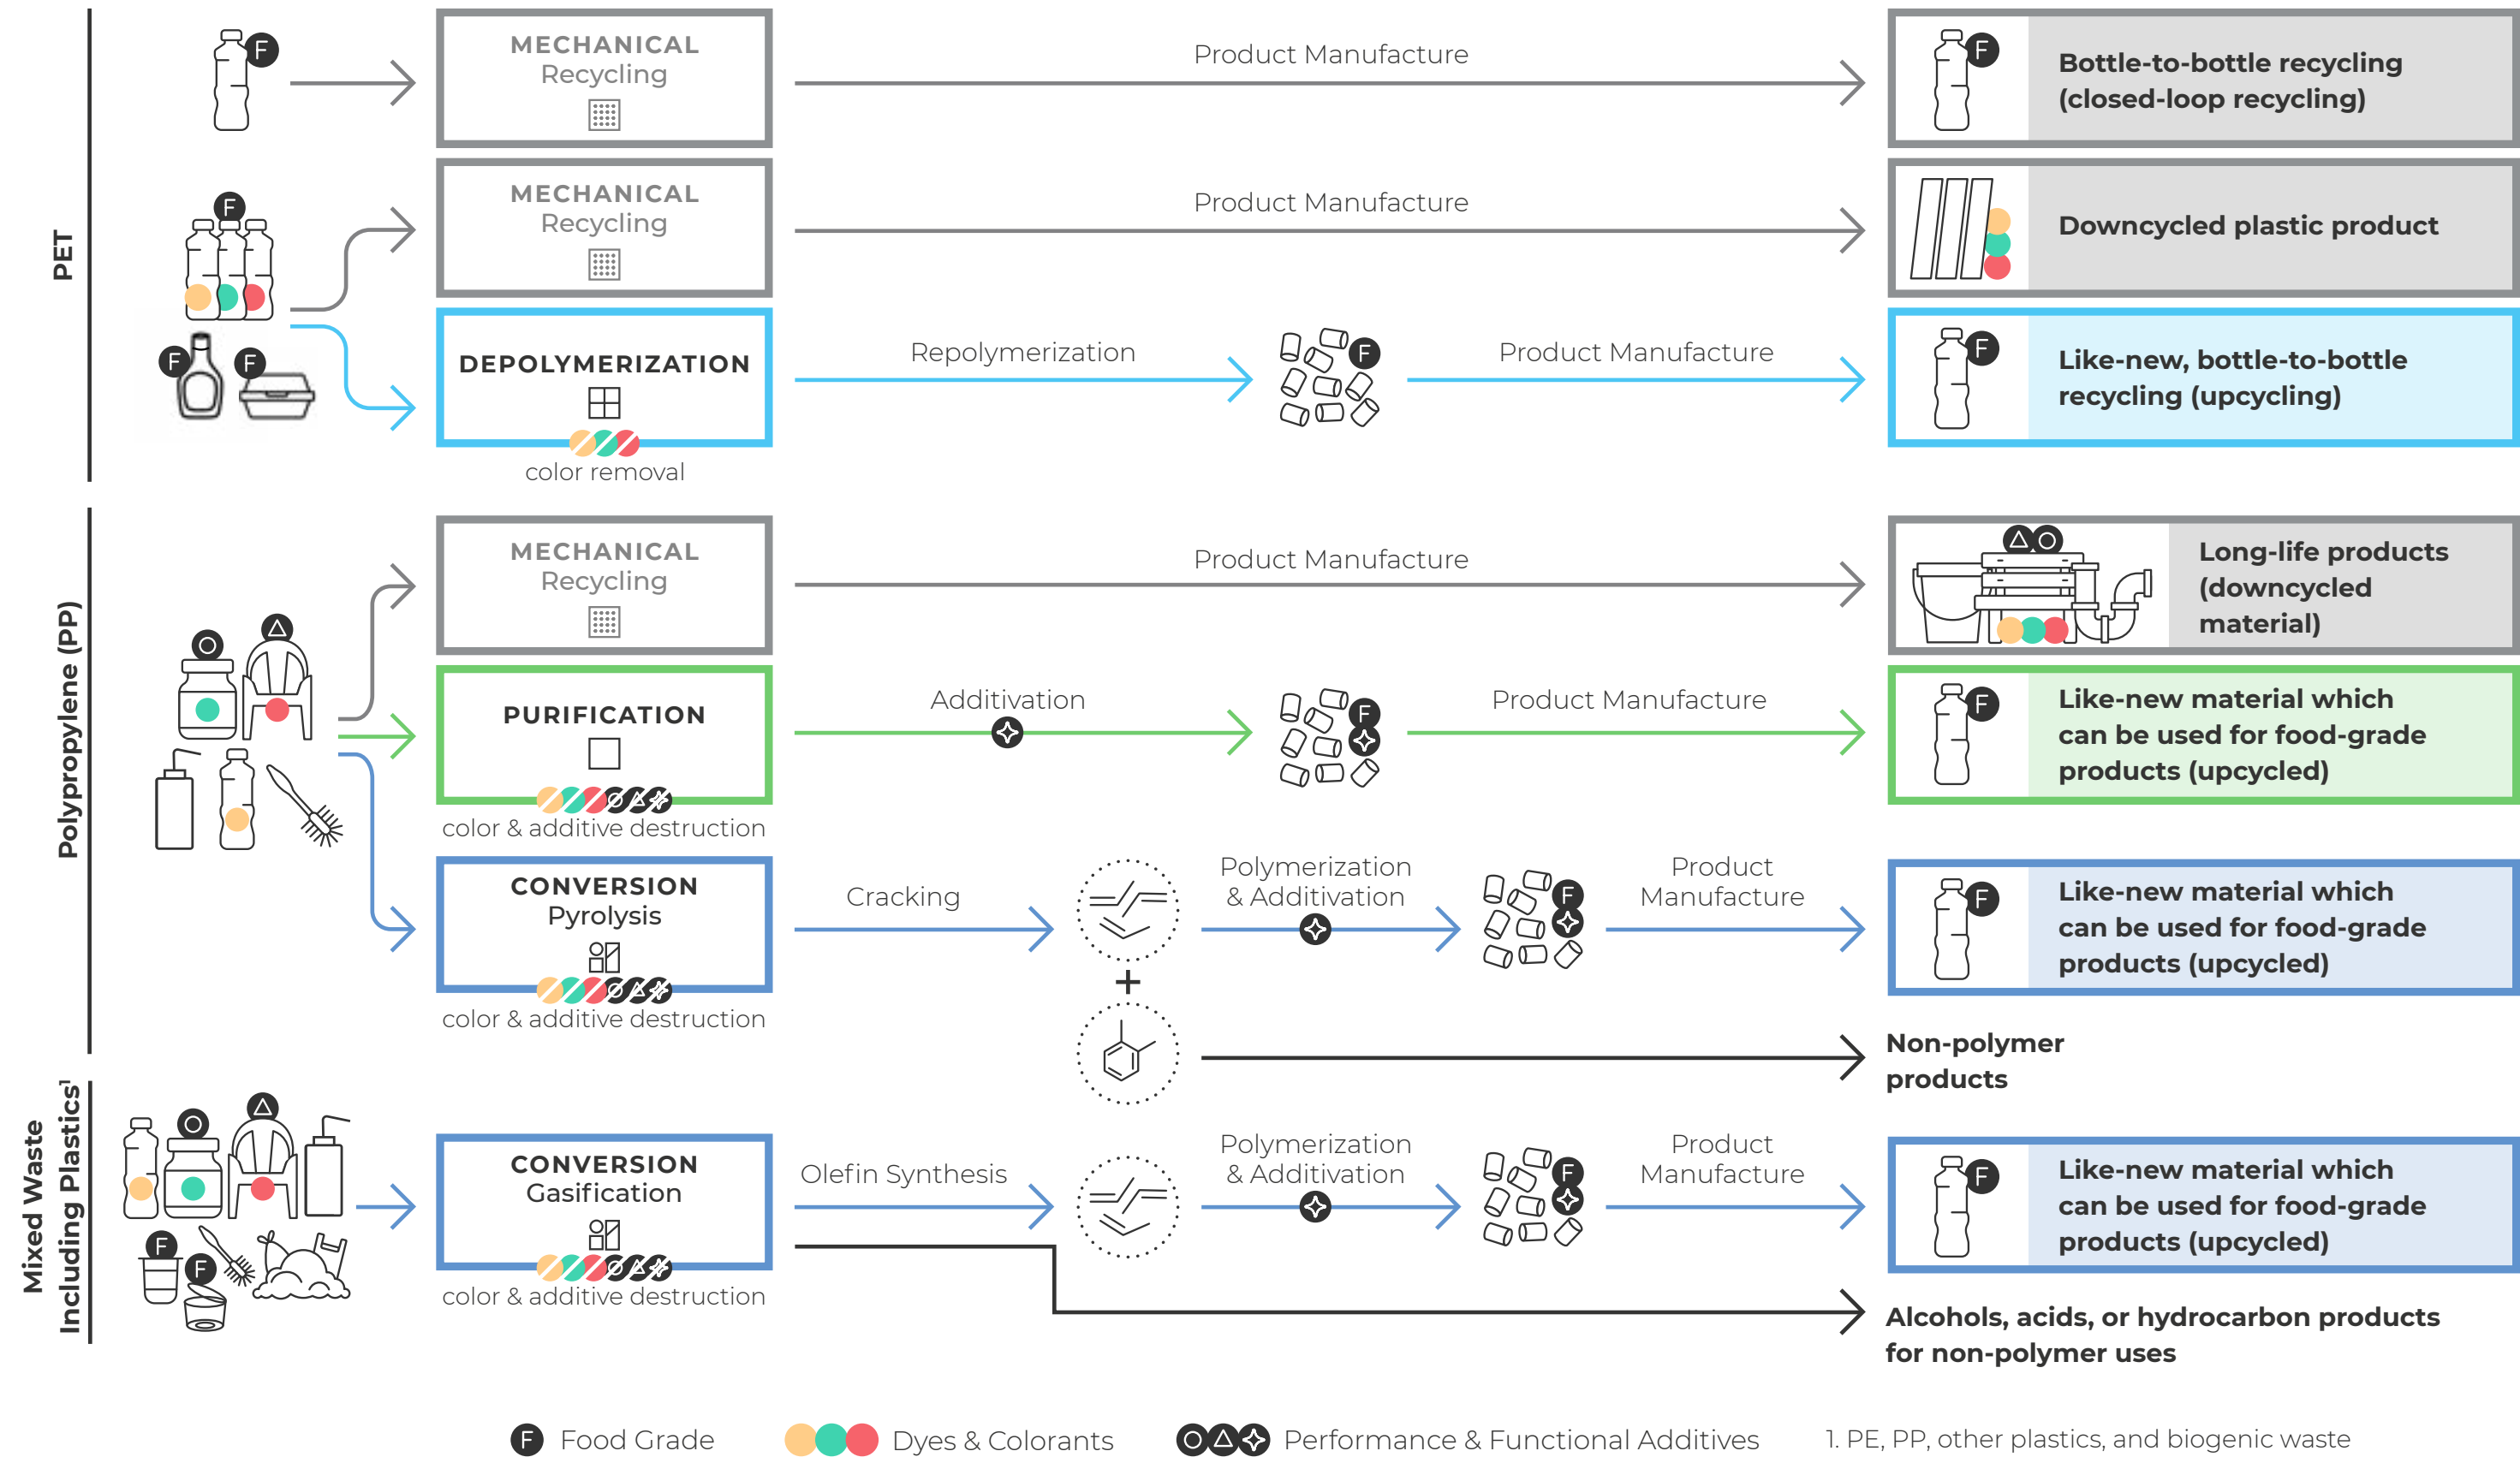 PET
F
MECHANICAL
Recycling
Product Manufacture
F
Bottle-to-bottle recycling
(closed-loop recycling)
F
MECHANICAL
Recycling
Product Manufacture
Downcycled plastic product
F
F
DEPOLYMERIZATION
color removal
Repolymerization
F
Product Manufacture
F
Like-new, bottle-to-bottle
recycling (upcycling)
Polypropylene (PP)
MECHANICAL
Recycling
Product Manufacture
Long-life products
(downcycled
material)
PURIFICATION
color & additive destruction
Additivation
F
Product Manufacture
F
Like-new material which
can be used for food-grade
products (upcycled)
CONVERSION
Pyrolysis
color & additive destruction
Cracking
+
Polymerization
& Additivation
F
Product
Manufacture
F
Like-new material which
can be used for food-grade
products (upcycled)
Non-polymer
products
Mixed Waste
Including Plastics¹
F
F
CONVERSION
Gasification
color & additive destruction
Olefin Synthesis
Polymerization
& Additivation
F
Product
Manufacture
F
Like-new material which
can be used for food-grade
products (upcycled)
Alcohols, acids, or hydrocarbon products
for non-polymer uses
F Food Grade
Dyes & Colorants
Performance & Functional Additives
1. PE, PP, other plastics, and biogenic waste